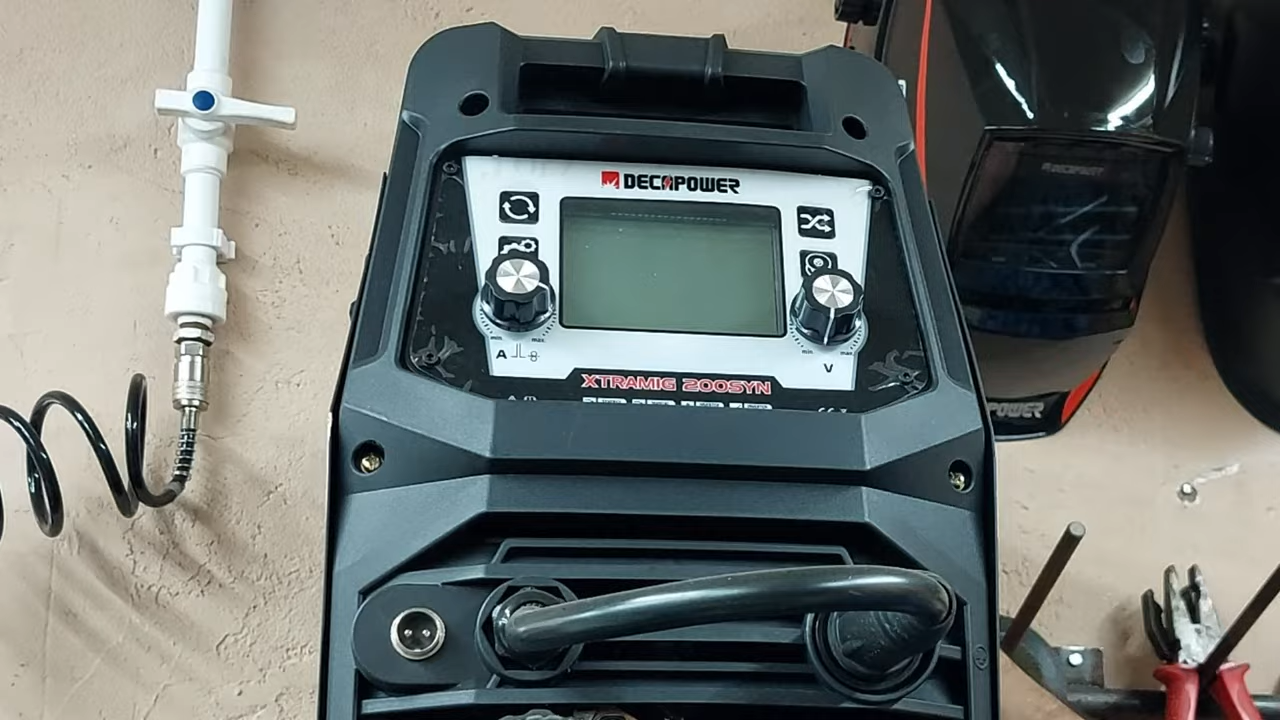 DECAPOWER
min.
max.
min.
max.
A
V
XTRAMIG 200SYN
POWER